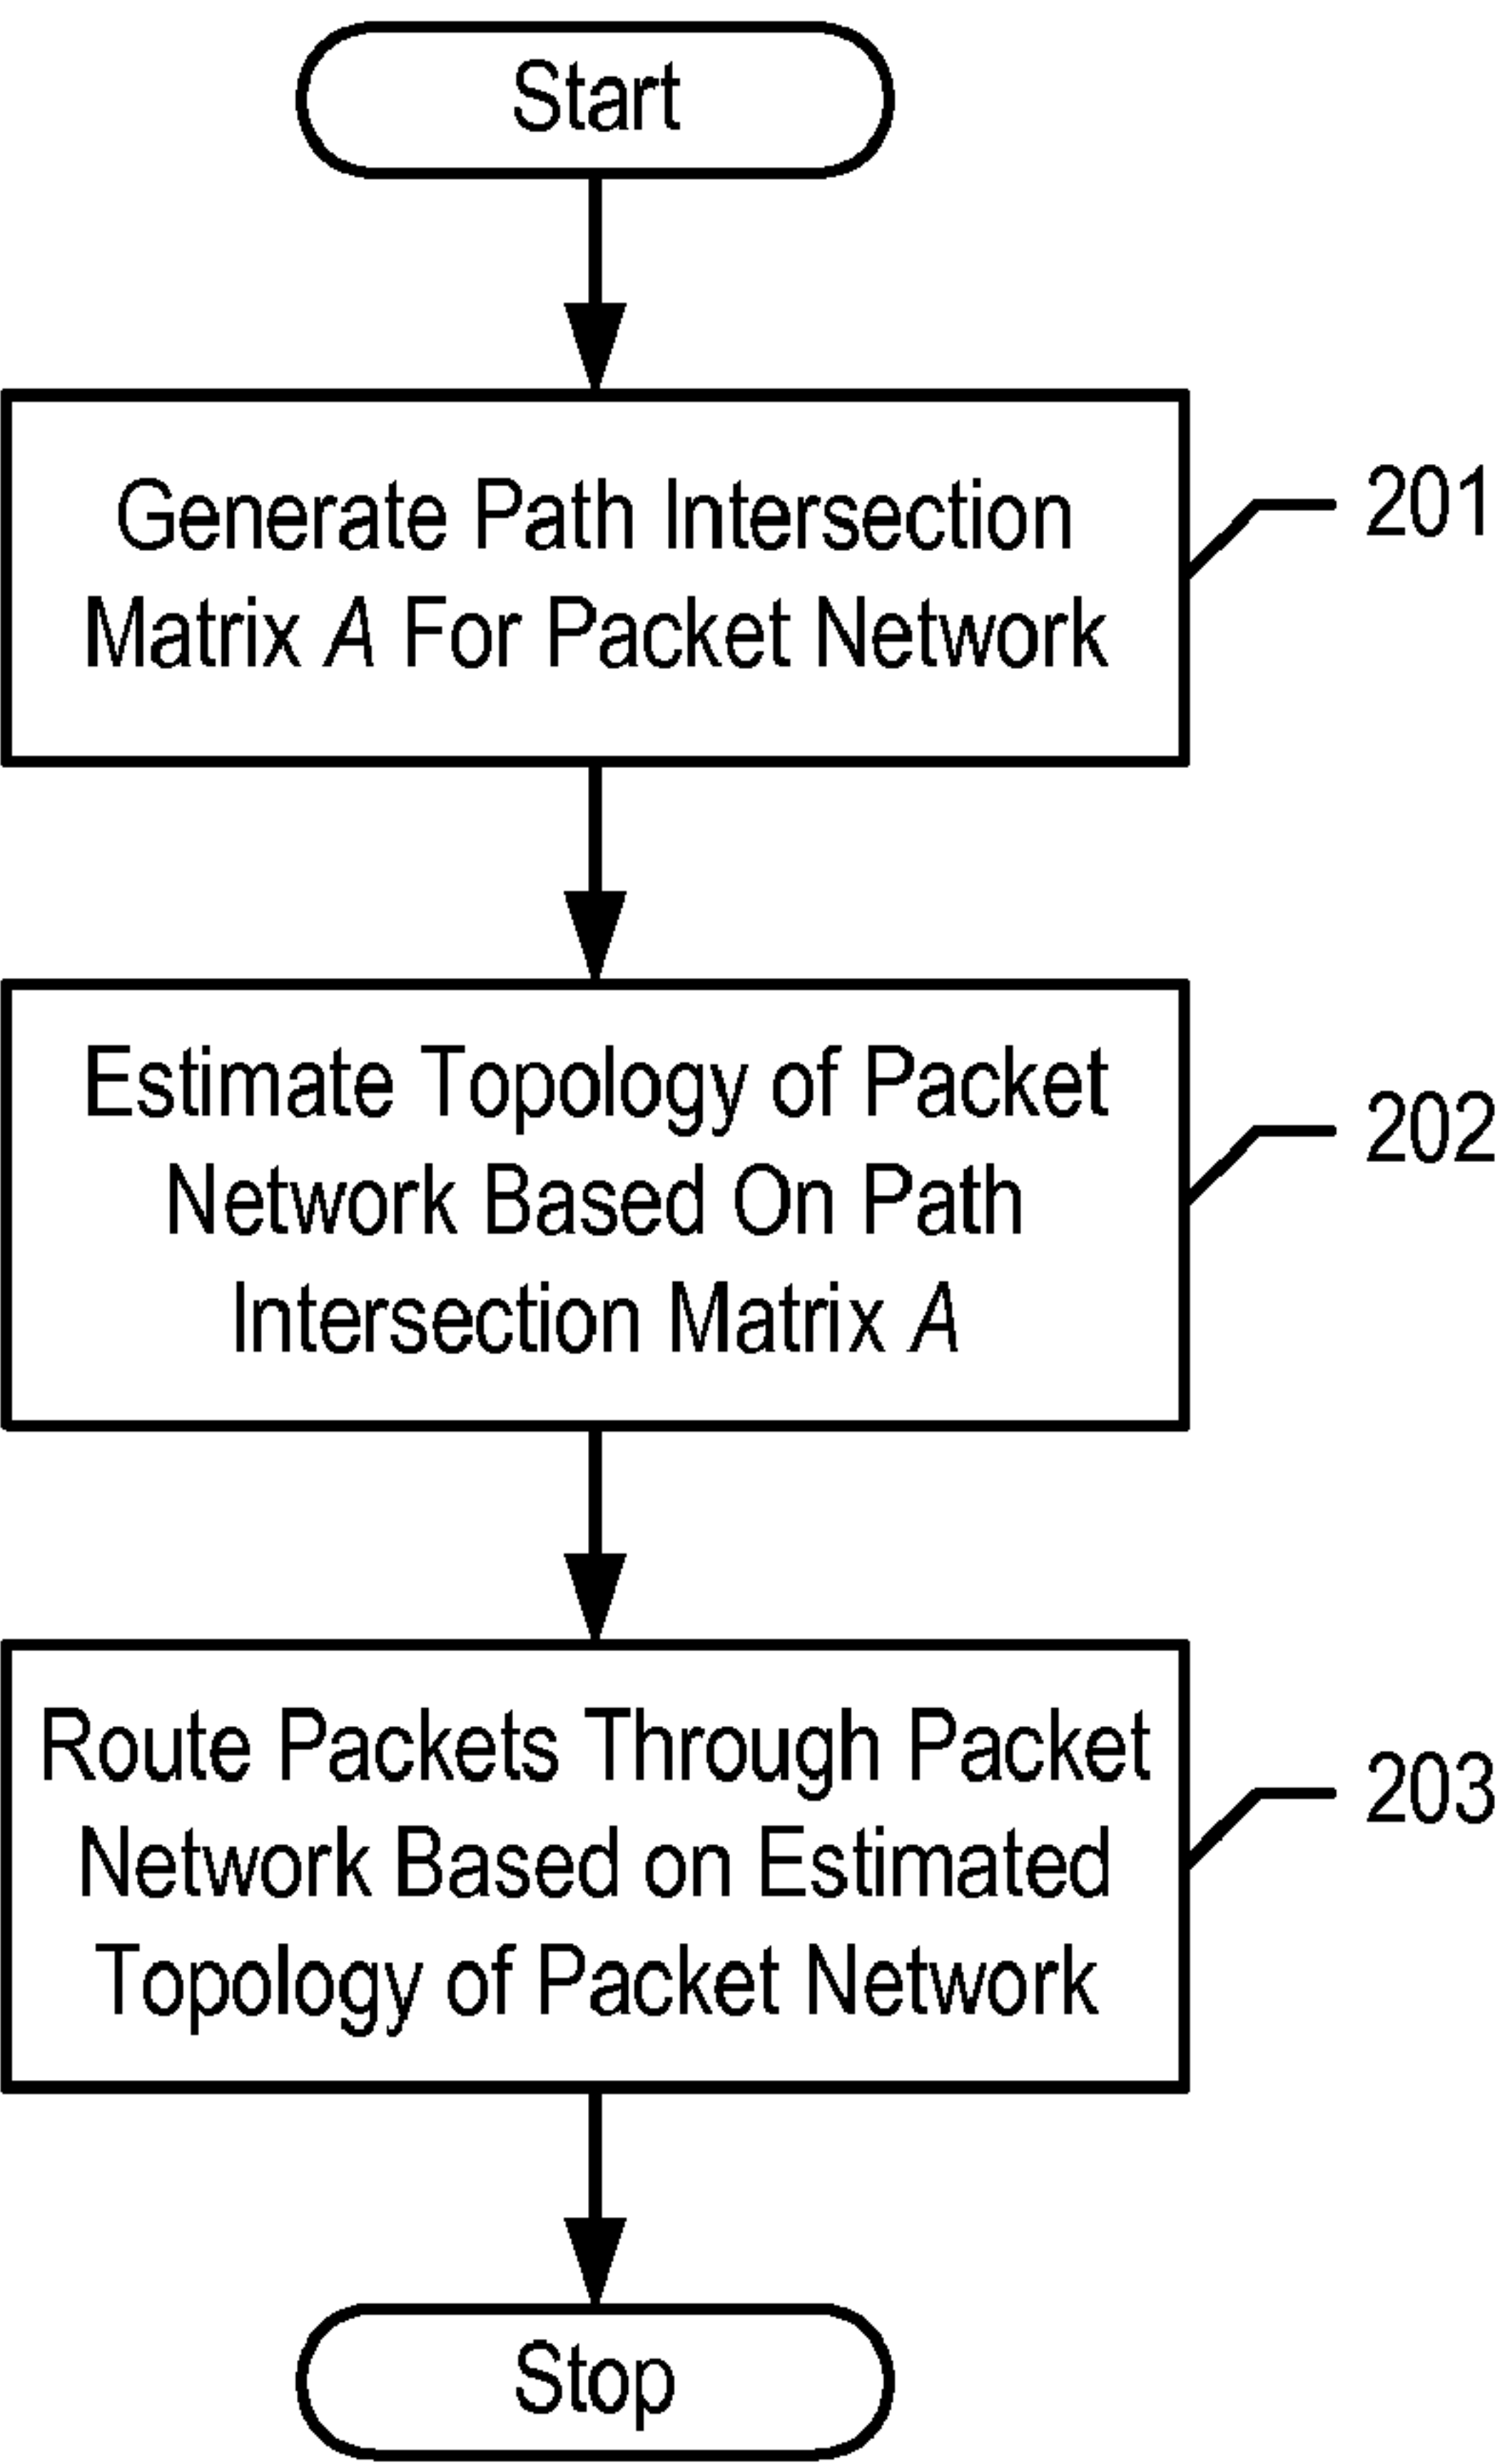 Start
Generate Path Intersection
Matrix A For Packet Network
201
Estimate Topology of Packet
Network Based On Path
Intersection Matrix A
202
Route Packets Through Packet
Network Based on Estimated
Topology of Packet Network
203
Stop